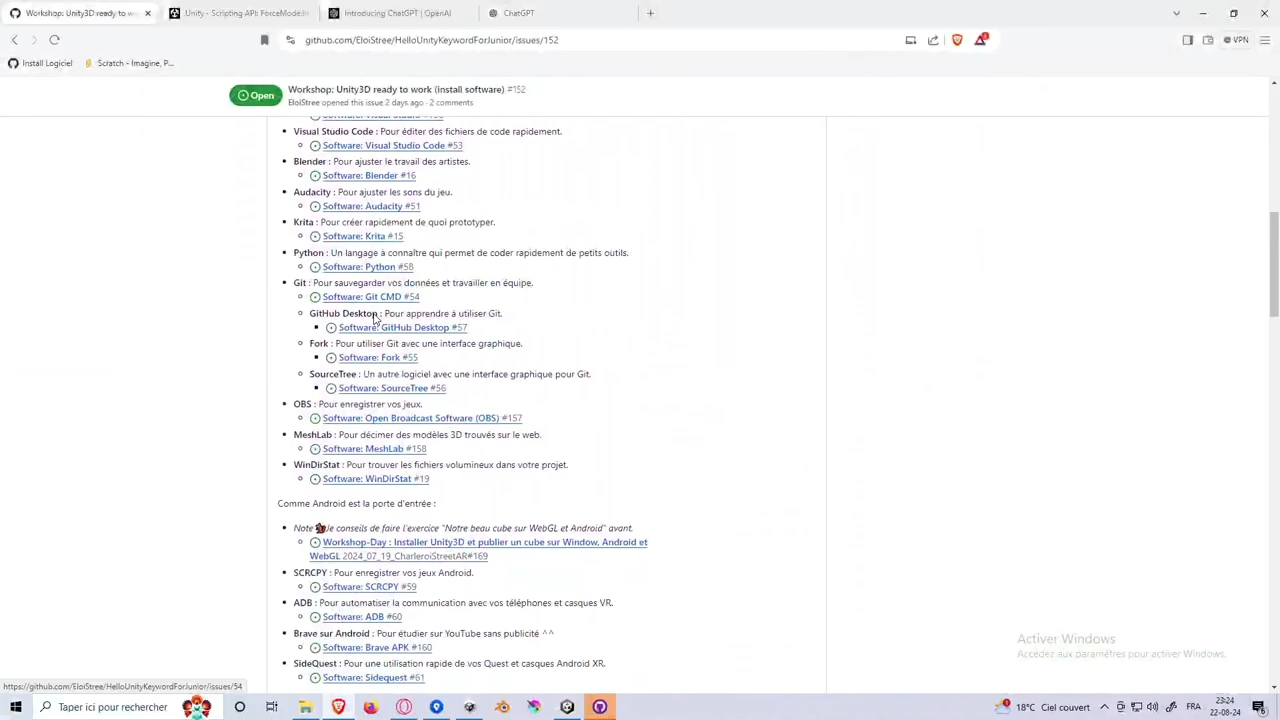 Workshop: Unity3D ready to w
Unity - Scripting API: ForceMode
Introducing ChatGPT | OpenAI
ChatGPT
github.com/EloiStree/HelloUnityKeywordForJunior/issues/152
VPN
Install Logiciel
Scratch - Imagine, P...
Open
Workshop: Unity3D ready to work (install software) #152
EloiStree opened this issue 2 days ago · 2 comments
Visual Studio Code : Pour éditer des fichiers de code rapidement.
Software: Visual Studio Code #53
Blender : Pour ajuster le travail des artistes.
Software: Blender #16
Audacity : Pour ajuster les sons du jeu.
Software: Audacity #51
Krita : Pour créer rapidement de quoi prototyper.
Software: Krita #15
Python : Un langage à connaître qui permet de coder rapidement de petits outils.
Software: Python #58
Git : Pour sauvegarder vos données et travailler en équipe.
Software: Git CMD #54
GitHub Desktop : Pour apprendre à utiliser Git.
Software: GitHub Desktop #57
Fork : Pour utiliser Git avec une interface graphique.
Software: Fork #55
SourceTree : Un autre logiciel avec une interface graphique pour Git.
Software: SourceTree #56
OBS : Pour enregistrer vos jeux.
Software: Open Broadcast Software (OBS) #157
MeshLab : Pour décimer des modèles 3D trouvés sur le web.
Software: MeshLab #158
WinDirStat : Pour trouver les fichiers volumineux dans votre projet.
Software: WinDirStat #19
Comme Android est la porte d'entrée :
Note Je conseils de faire l'exercice "Notre beau cube sur WebGL et Android" avant.
Workshop-Day : Installer Unity3D et publier un cube sur Window, Android et
WebGL 2024_07_19_CharleroiStreetAR#169
SCRCPY : Pour enregistrer vos jeux Android.
Software: SCRCPY #59
ADB : Pour automatiser la communication avec vos téléphones et casques VR.
Software: ADB #60
Brave sur Android : Pour étudier sur YouTube sans publicité ^^
Software: Brave APK #160
SideQuest : Pour une utilisation rapide de vos Quest et casques Android XR.
Software: Sidequest #61
Activer Windows
Accédez aux paramètres pour activer Windows.
https://github.com/EloiStree/HelloUnityKeywordForJunior/issues/54
Taper ici pour rechercher
18°C Ciel couvert
FRA
23:24
22-08-24